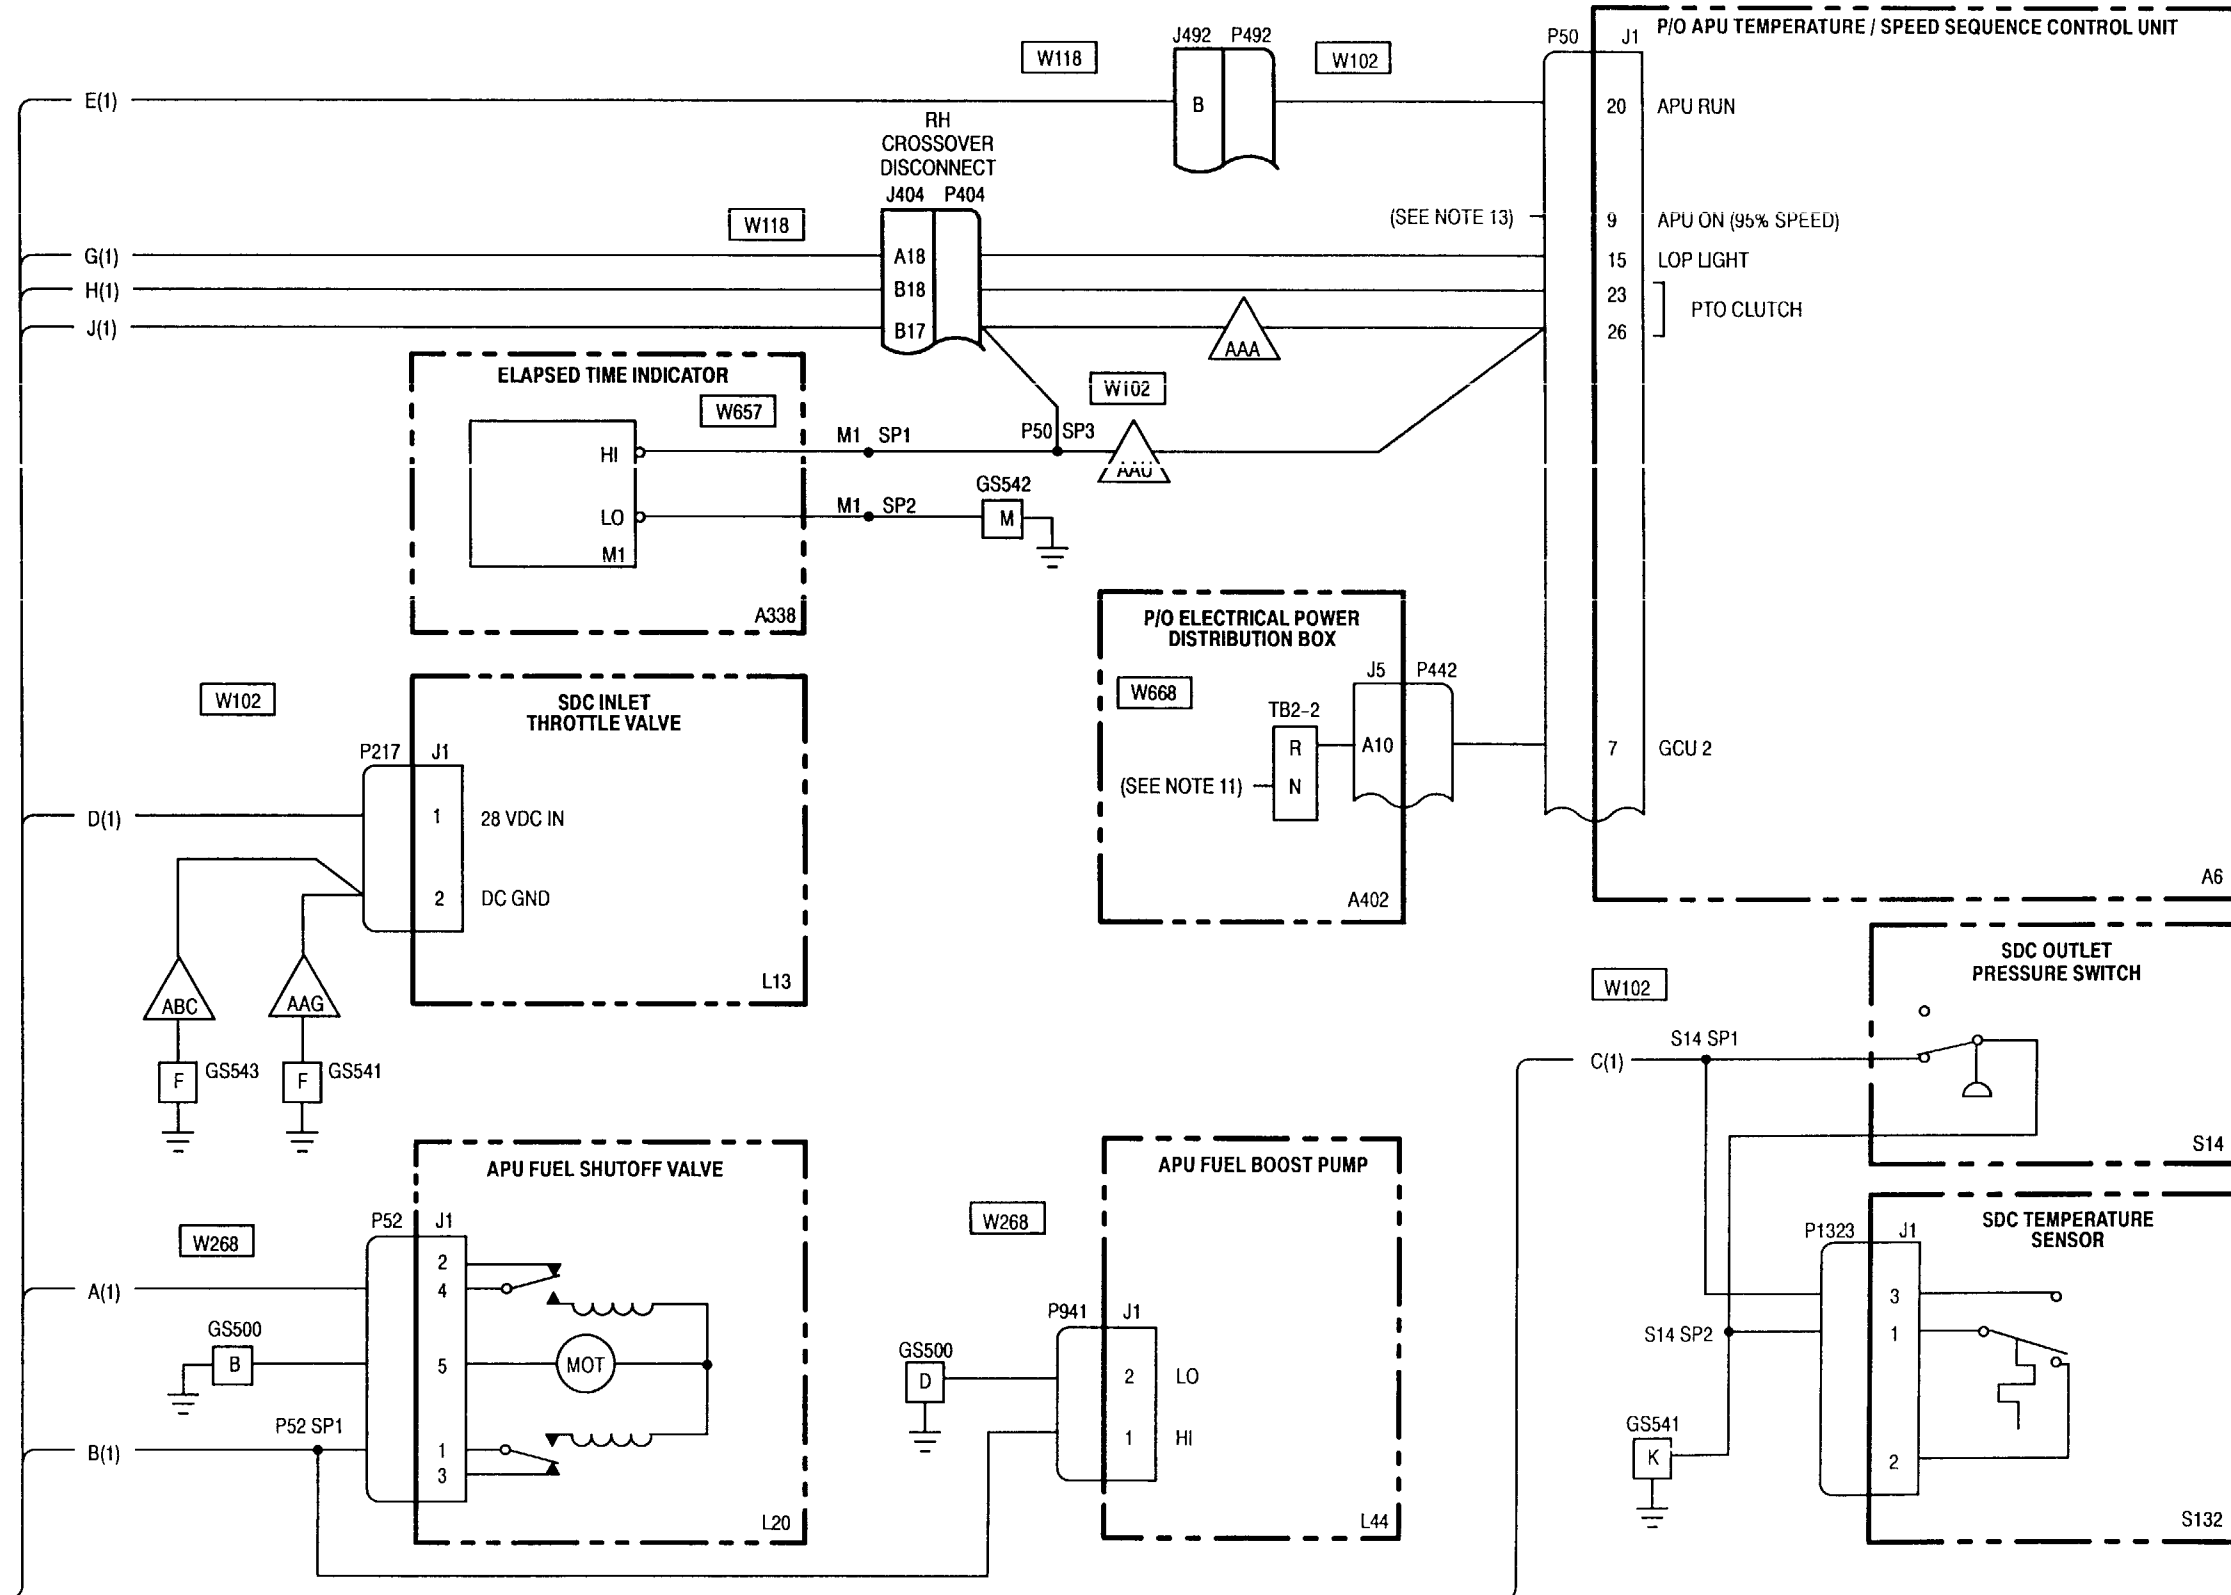 P/O APU TEMPERATURE / SPEED SEQUENCE CONTROL UNIT
J492 P492
P50 J1
W118
W102
E(1)
B
20 APU RUN
RH
CROSSOVER
DISCONNECT
J404 P404
W118
(SEE NOTE 13)
9 APU ON (95% SPEED)
G(1)
A18
15 LOP LIGHT
H(1)
B18
23
PTO CLUTCH
J(1)
B17
AAA
26
ELAPSED TIME INDICATOR
W657
W102
HI
M1 SP1
P50 SP3
AAU
LO
M1 SP2
GS542
M
M1
A338
P/O ELECTRICAL POWER
DISTRIBUTION BOX
W668
J5 P442
TB2-2
R
A10
7 GCU 2
(SEE NOTE 11)
N
A402
A6
W102
SDC INLET
THROTTLE VALVE
P217 J1
D(1)
1 28 VDC IN
2 DC GND
L13
ABC
AAG
F GS543
F GS541
SDC OUTLET
PRESSURE SWITCH
W102
C(1)
S14 SP1
S14
APU FUEL SHUTOFF VALVE
W268
P52 J1
2
A(1)
4
GS500
B
5
MOT
P52 SP1
B(1)
1
3
L20
APU FUEL BOOST PUMP
W268
P941 J1
GS500
D
2 LO
1 HI
L44
SDC TEMPERATURE
SENSOR
P1323 J1
3
S14 SP2
1
GS541
K
2
S132